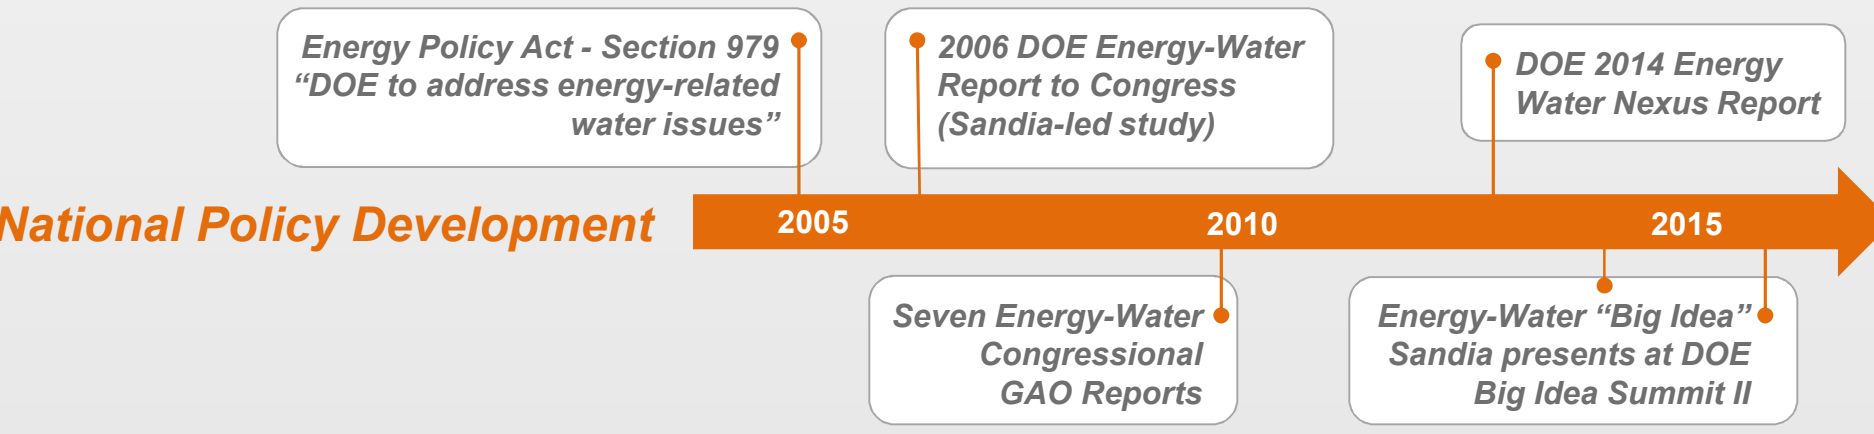 Energy Policy Act - Section 979
“DOE to address energy-related
water issues”
2006 DOE Energy-Water
Report to Congress
(Sandia-led study)
DOE 2014 Energy
Water Nexus Report
National Policy Development
2005
2010
2015
Seven Energy-Water
Congressional
GAO Reports
Energy-Water “Big Idea”
Sandia presents at DOE
Big Idea Summit II